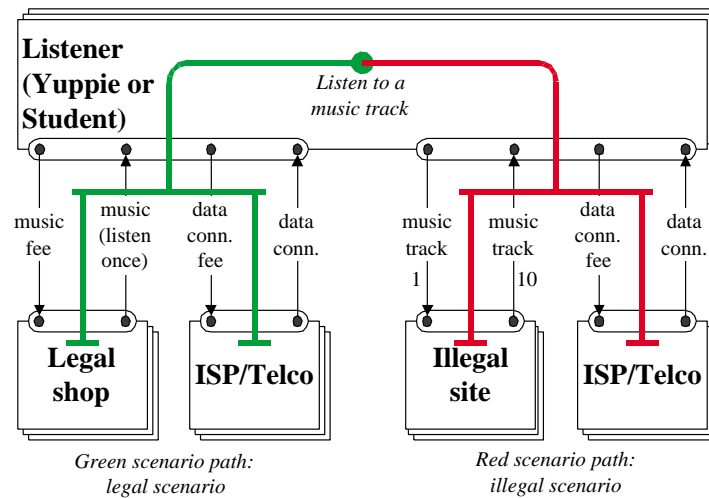 Listener
(Yuppie or
Student)
Listen to a
music track
music
fee
music
(listen
once)
data
conn.
fee
data
conn.
music
track
1
music
track
10
data
conn.
fee
data
conn.
Legal
shop
ISP/Telco
Illegal
site
ISP/Telco
Green scenario path:
legal scenario
Red scenario path:
illegal scenario